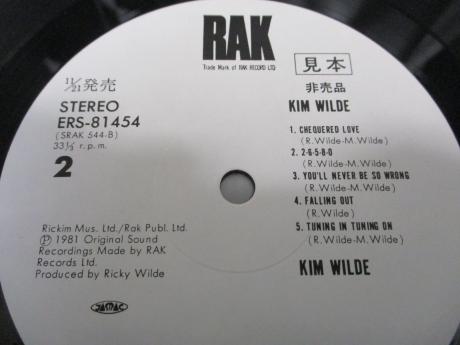 RAK
Trade Mark of RAK RECORD LTD
11/21発売
見本
非売品
STEREO
ERS-81454
(SRAK 544-B)
33⅓ r.p.m.
2
KIM WILDE
1. CHEQUERED LOVE
(R.Wilde-M.Wilde)
2. 2-6-5-8-0
(R.Wilde-M.Wilde)
3. YOU'LL NEVER BE SO WRONG
(R.Wilde-M.Wilde)
4. FALLING OUT
(R.Wilde)
5. TUNING IN TUNING ON
(R.Wilde-M.Wilde)
KIM WILDE
Rickim Mus. Ltd./Rak Publ. Ltd.
Ⓟ 1981 Original Sound
Recordings Made by RAK
Records Ltd.
Produced by Ricky Wilde
JASRAC